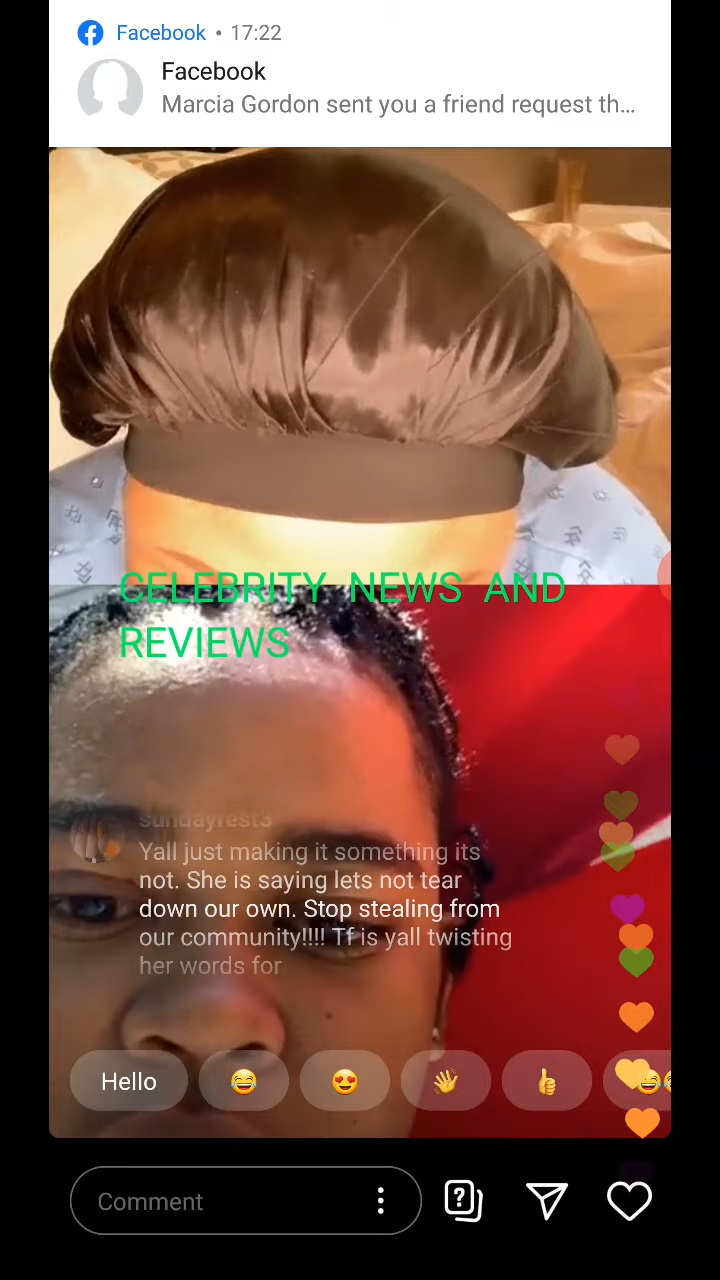 Facebook • 17:22
Facebook
Marcia Gordon sent you a friend request th...
CELEBRITY NEWS AND
REVIEWS
sundayrest3
Yall just making it something its
not. She is saying lets not tear
down our own. Stop stealing from
our community!!!! Tf is yall twisting
her words for
Hello
Comment